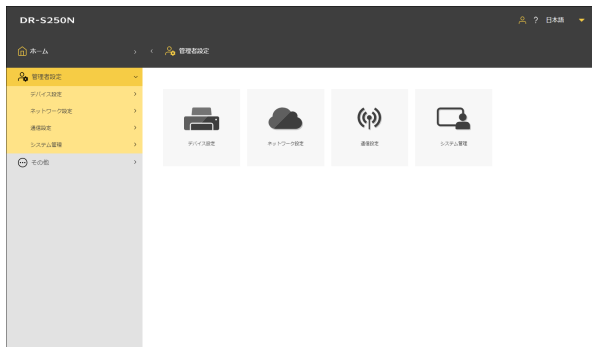 DR-S250N
? 日本語
ホーム
管理者設定
管理者設定
デバイス設定
ネットワーク設定
通信設定
システム管理
その他
デバイス設定
ネットワーク設定
通信設定
システム管理